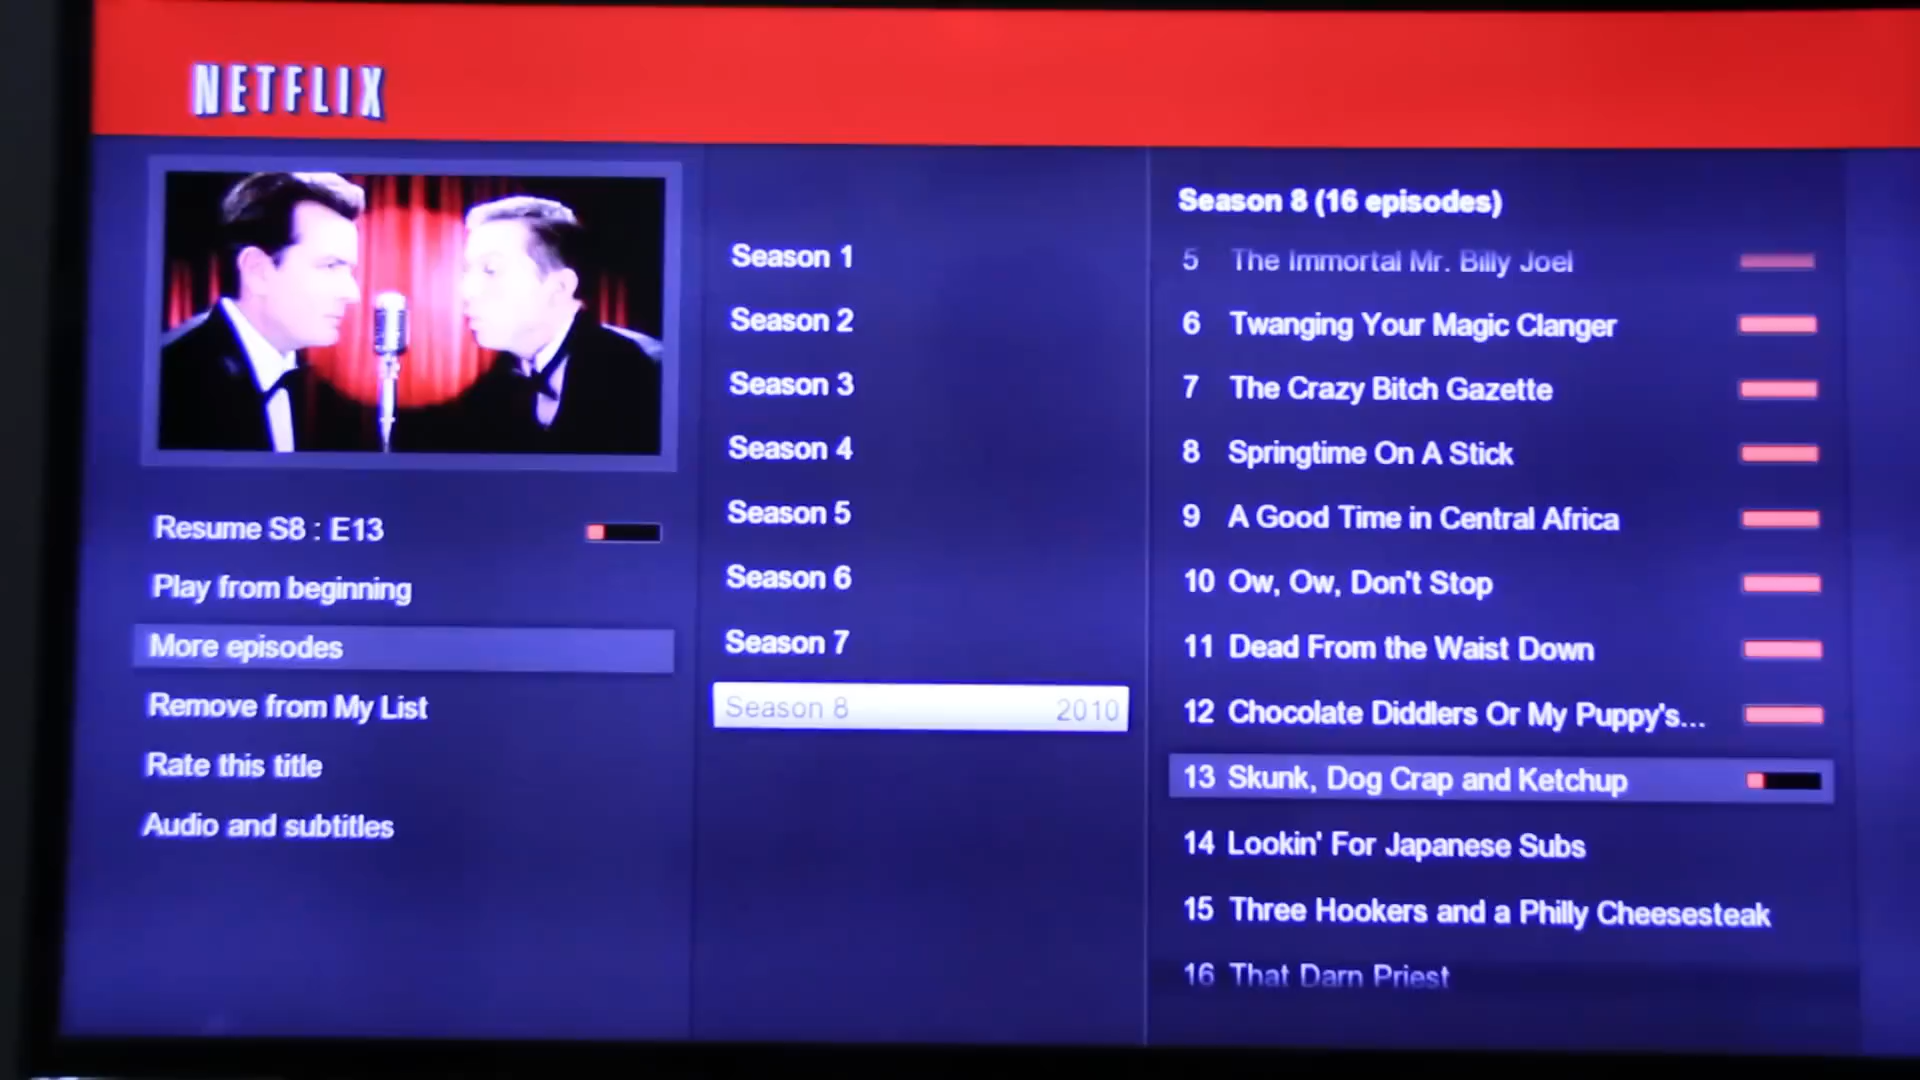 NETFLIX
Resume S8 : E13
Play from beginning
More episodes
Remove from My List
Rate this title
Audio and subtitles
Season 1
Season 2
Season 3
Season 4
Season 5
Season 6
Season 7
Season 8 2010
Season 8 (16 episodes)
5 The Immortal Mr. Billy Joel
6 Twanging Your Magic Clanger
7 The Crazy Bitch Gazette
8 Springtime On A Stick
9 A Good Time in Central Africa
10 Ow, Ow, Don't Stop
11 Dead From the Waist Down
12 Chocolate Diddlers Or My Puppy's...
13 Skunk, Dog Crap and Ketchup
14 Lookin' For Japanese Subs
15 Three Hookers and a Philly Cheesesteak
16 That Darn Priest